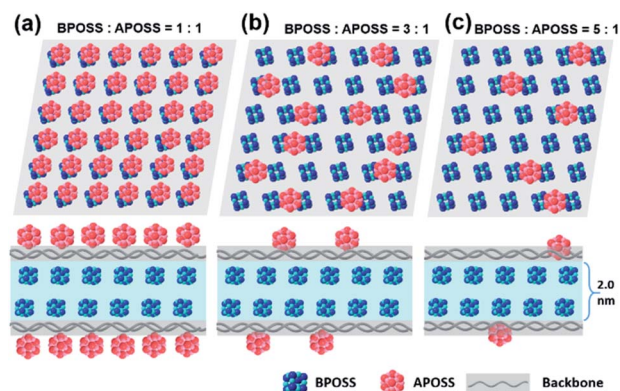 (a) BPOSS : APOSS = 1 : 1
(b) BPOSS : APOSS = 3 : 1
(c) BPOSS : APOSS = 5 : 1
2.0
nm
BPOSS APOSS Backbone